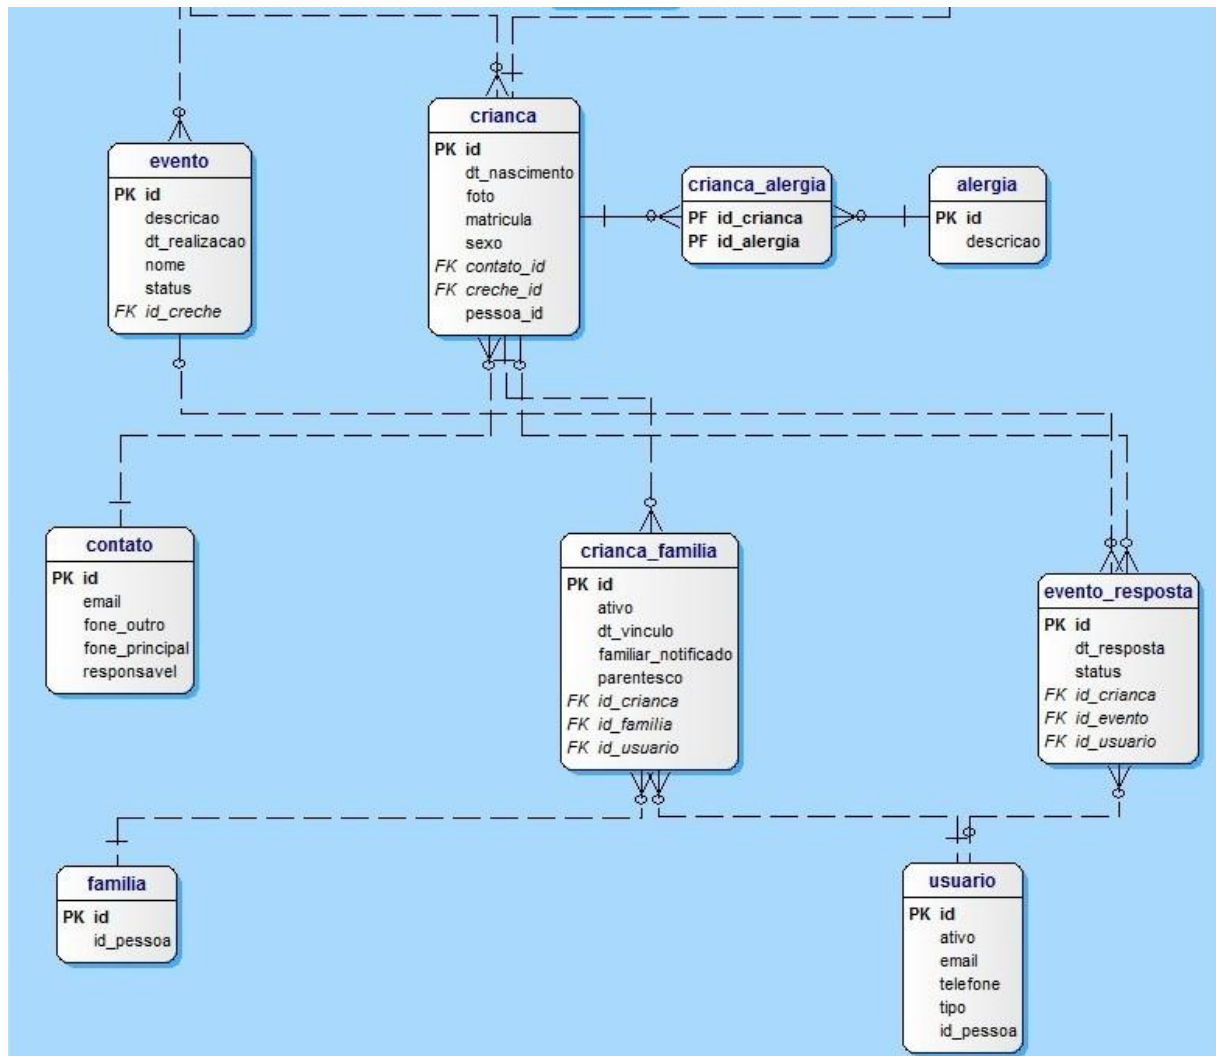 crianca
PK id
dt_nascimento
foto
matricula
sexo
FK contato_id
FK creche_id
pessoa_id
evento
PK id
descricao
dt_realizacao
nome
status
FK id_creche
crianca_alergia
PF id_crianca
PF id_alergia
alergia
PK id
descricao
contato
PK id
email
fone_outro
fone_principal
responsavel
crianca_familia
PK id
ativo
dt_vinculo
familiar_notificado
parentesco
FK id_crianca
FK id_familia
FK id_usuario
evento_resposta
PK id
dt_resposta
status
FK id_crianca
FK id_evento
FK id_usuario
familia
PK id
id_pessoa
usuario
PK id
ativo
email
telefone
tipo
id_pessoa